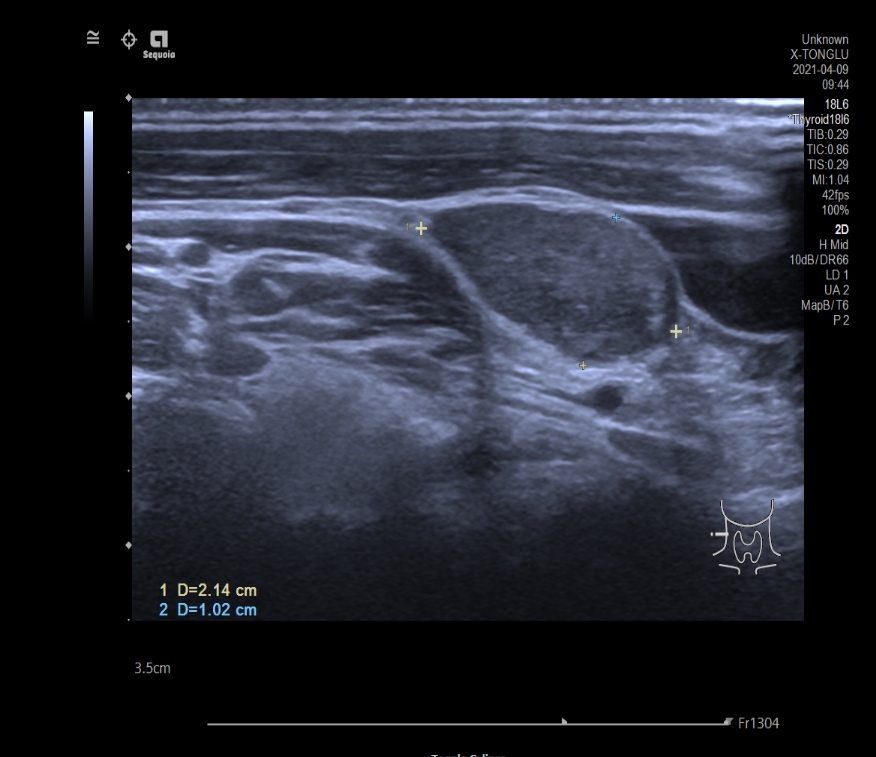 Sequoia
Unknown
X-TONGLU
2021-04-09
09:44
18L6
*Thyroid18l6
TIB:0.29
TIC:0.86
TIS:0.29
MI:1.04
42fps
100%
2D
H Mid
10dB/DR66
LD 1
UA 2
MapB/T6
P 2
1
1 D=2.14 cm
2 D=1.02 cm
3.5cm
Fr1304